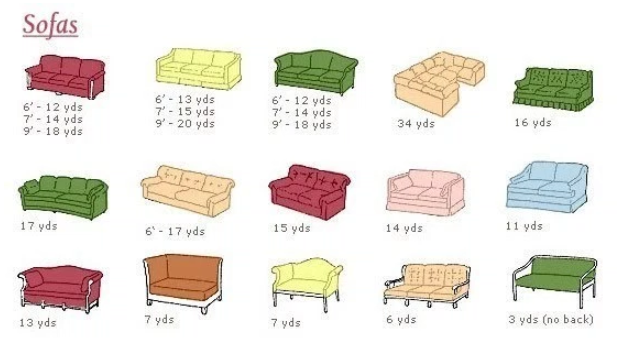 Sofas
6' - 12 yds
7' - 14 yds
9' - 18 yds
6' - 13 yds
7' - 15 yds
9' - 20 yds
6' - 12 yds
7' - 14 yds
9' - 18 yds
34 yds
16 yds
17 yds
6' - 17 yds
15 yds
14 yds
11 yds
13 yds
7 yds
7 yds
6 yds
3 yds (no back)